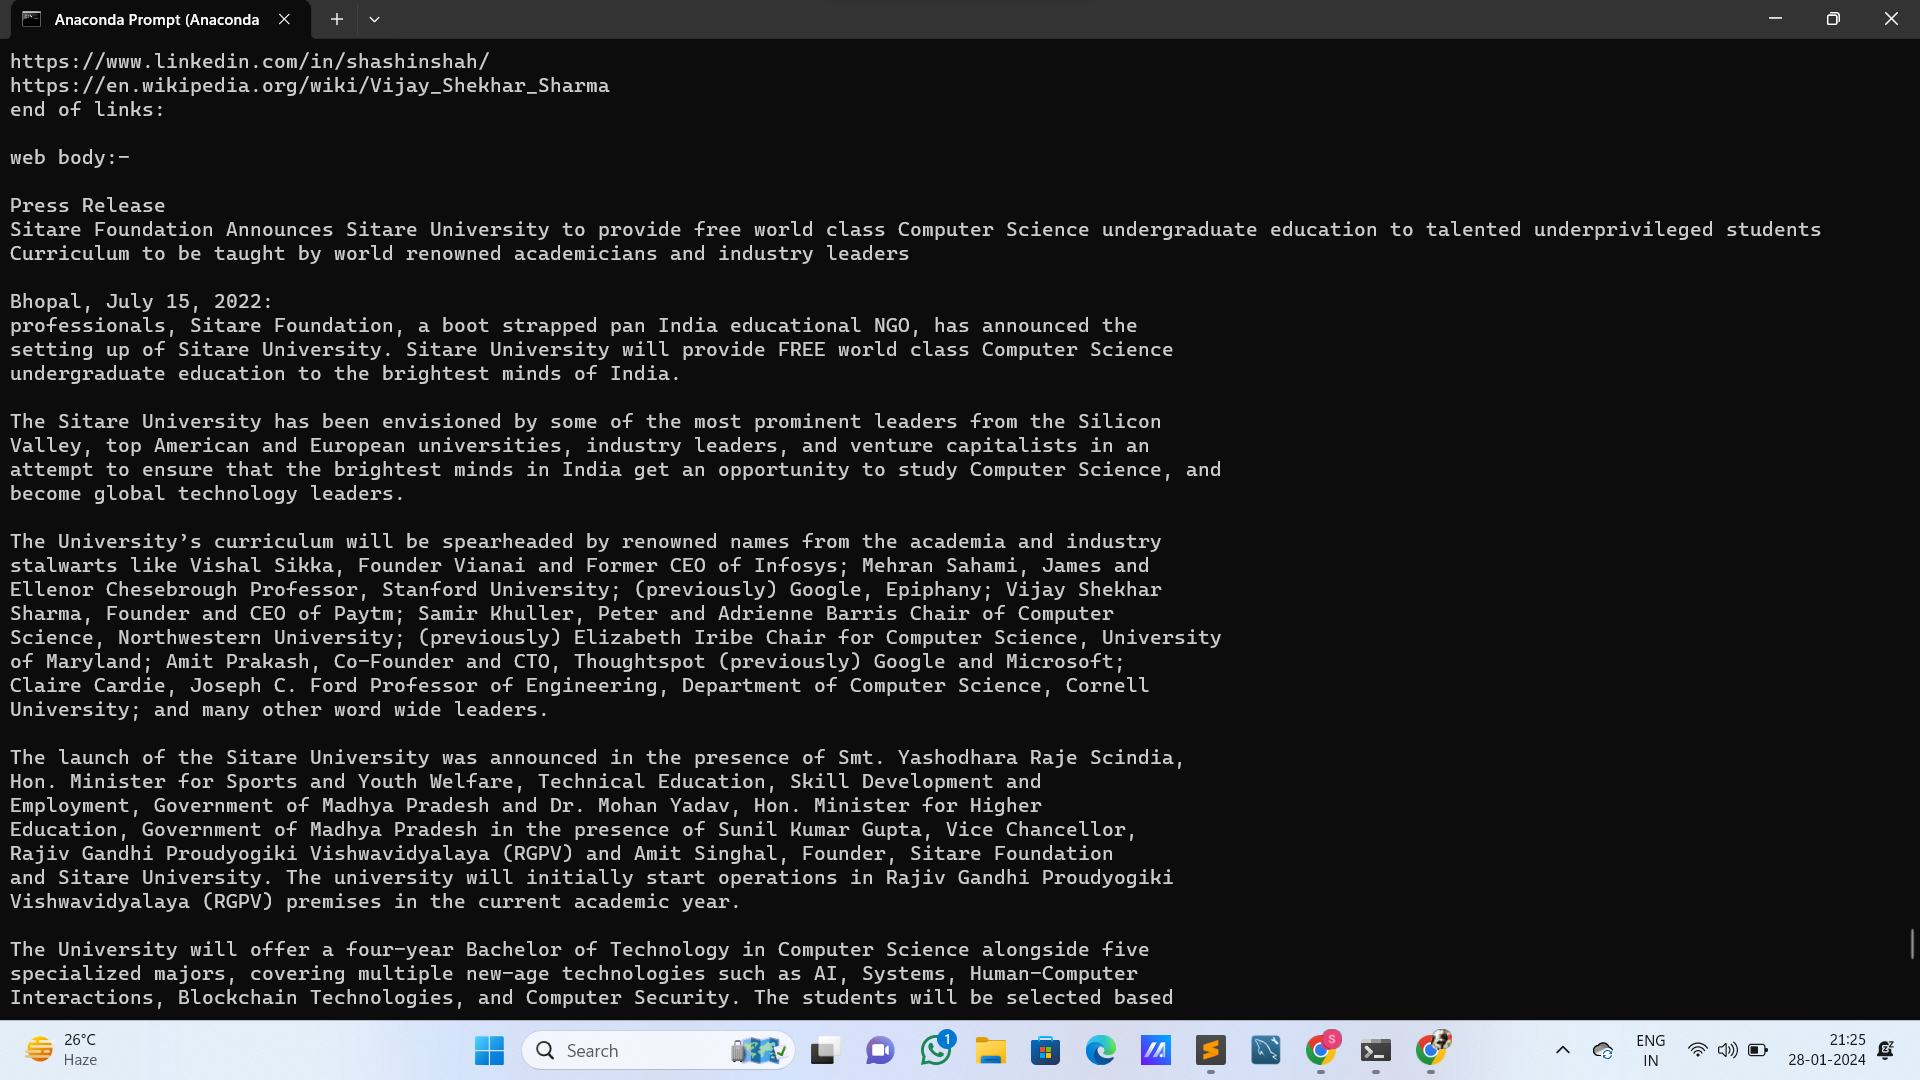 Anaconda Prompt (Anaconda
https://www.linkedin.com/in/shashinshah/
https://en.wikipedia.org/wiki/Vijay_Shekhar_Sharma
end of links:
web body:-
Press Release
Sitare Foundation Announces Sitare University to provide free world class Computer Science undergraduate education to talented underprivileged students
Curriculum to be taught by world renowned academicians and industry leaders
Bhopal, July 15, 2022:
professionals, Sitare Foundation, a boot strapped pan India educational NGO, has announced the
setting up of Sitare University. Sitare University will provide FREE world class Computer Science
undergraduate education to the brightest minds of India.
The Sitare University has been envisioned by some of the most prominent leaders from the Silicon
Valley, top American and European universities, industry leaders, and venture capitalists in an
attempt to ensure that the brightest minds in India get an opportunity to study Computer Science, and
become global technology leaders.
The University’s curriculum will be spearheaded by renowned names from the academia and industry
stalwarts like Vishal Sikka, Founder Vianai and Former CEO of Infosys; Mehran Sahami, James and
Ellenor Chesebrough Professor, Stanford University; (previously) Google, Epiphany; Vijay Shekhar
Sharma, Founder and CEO of Paytm; Samir Khuller, Peter and Adrienne Barris Chair of Computer
Science, Northwestern University; (previously) Elizabeth Iribe Chair for Computer Science, University
of Maryland; Amit Prakash, Co-Founder and CTO, Thoughtspot (previously) Google and Microsoft;
Claire Cardie, Joseph C. Ford Professor of Engineering, Department of Computer Science, Cornell
University; and many other word wide leaders.
The launch of the Sitare University was announced in the presence of Smt. Yashodhara Raje Scindia,
Hon. Minister for Sports and Youth Welfare, Technical Education, Skill Development and
Employment, Government of Madhya Pradesh and Dr. Mohan Yadav, Hon. Minister for Higher
Education, Government of Madhya Pradesh in the presence of Sunil Kumar Gupta, Vice Chancellor,
Rajiv Gandhi Proudyogiki Vishwavidyalaya (RGPV) and Amit Singhal, Founder, Sitare Foundation
and Sitare University. The university will initially start operations in Rajiv Gandhi Proudyogiki
Vishwavidyalaya (RGPV) premises in the current academic year.
The University will offer a four-year Bachelor of Technology in Computer Science alongside five
specialized majors, covering multiple new-age technologies such as AI, Systems, Human-Computer
Interactions, Blockchain Technologies, and Computer Security. The students will be selected based
26°C
Haze
Search
1
S
ENG
IN
21:25
28-01-2024